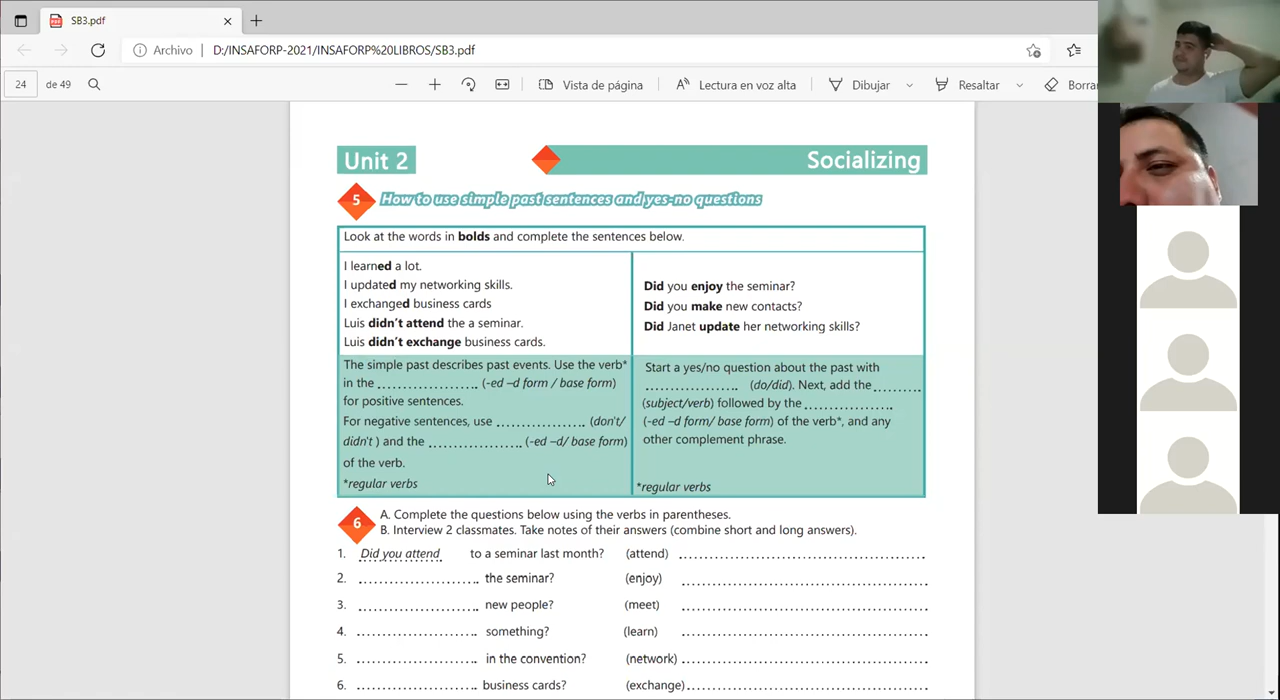 SB3.pdf
Archivo
D:/INSAFORP-2021/INSAFORP%20LIBROS/SB3.pdf
24 de 49
Vista de página
Lectura en voz alta
Dibujar
Resaltar
Borrar
Unit 2
Socializing
5 How to use simple past sentences and yes-no questions
Look at the words in bolds and complete the sentences below.
I learned a lot.
I updated my networking skills.
I exchanged business cards
Luis didn't attend the a seminar.
Luis didn't exchange business cards.
Did you enjoy the seminar?
Did you make new contacts?
Did Janet update her networking skills?
The simple past describes past events. Use the verb*
in the .................... (-ed –d form / base form)
for positive sentences.
For negative sentences, use .................. (don't/
didn't ) and the .................. (-ed –d/ base form)
of the verb.
*regular verbs
Start a yes/no question about the past with
.................. (do/did). Next, add the .........
(subject/verb) followed by the .................
(-ed –d form/ base form) of the verb*, and any
other complement phrase.
*regular verbs
6 A. Complete the questions below using the verbs in parentheses.
B. Interview 2 classmates. Take notes of their answers (combine short and long answers).
1. Did you attend to a seminar last month? (attend) ..................
2. .................. the seminar? (enjoy) ..................
3. .................. new people? (meet) ..................
4. .................. something? (learn) ..................
5. .................. in the convention? (network) ..................
6. .................. business cards? (exchange) ..................